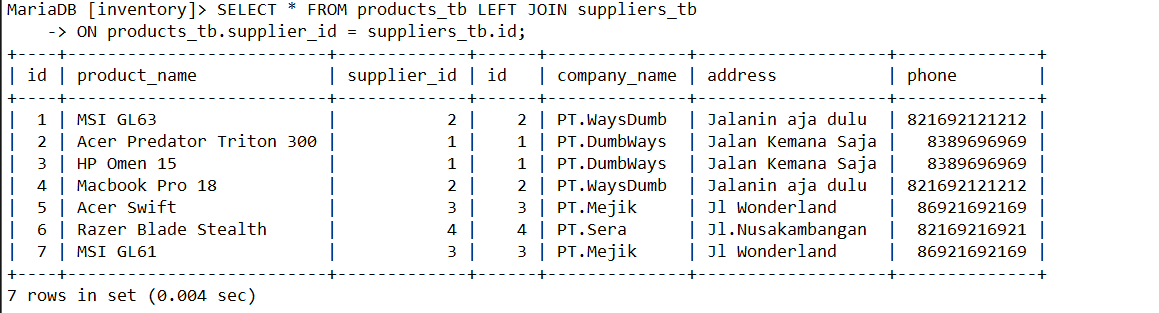 MariaDB [inventory]> SELECT * FROM products_tb LEFT JOIN suppliers_tb
    -> ON products_tb.supplier_id = suppliers_tb.id;
+----+--------------------------+-------------+------+--------------+-------------------+--------------+
| id | product_name             | supplier_id | id   | company_name | address           | phone        |
+----+--------------------------+-------------+------+--------------+-------------------+--------------+
|  1 | MSI GL63                 |           2 |    2 | PT.WaysDumb  | Jalanin aja dulu  | 821692121212 |
|  2 | Acer Predator Triton 300 |           1 |    1 | PT.DumbWays  | Jalan Kemana Saja |   8389696969 |
|  3 | HP Omen 15               |           1 |    1 | PT.DumbWays  | Jalan Kemana Saja |   8389696969 |
|  4 | Macbook Pro 18           |           2 |    2 | PT.WaysDumb  | Jalanin aja dulu  | 821692121212 |
|  5 | Acer Swift               |           3 |    3 | PT.Mejik     | Jl Wonderland     |  86921692169 |
|  6 | Razer Blade Stealth      |           4 |    4 | PT.Sera      | Jl.Nusakambangan  |  82169216921 |
|  7 | MSI GL61                 |           3 |    3 | PT.Mejik     | Jl Wonderland     |  86921692169 |
+----+--------------------------+-------------+------+--------------+-------------------+--------------+
7 rows in set (0.004 sec)